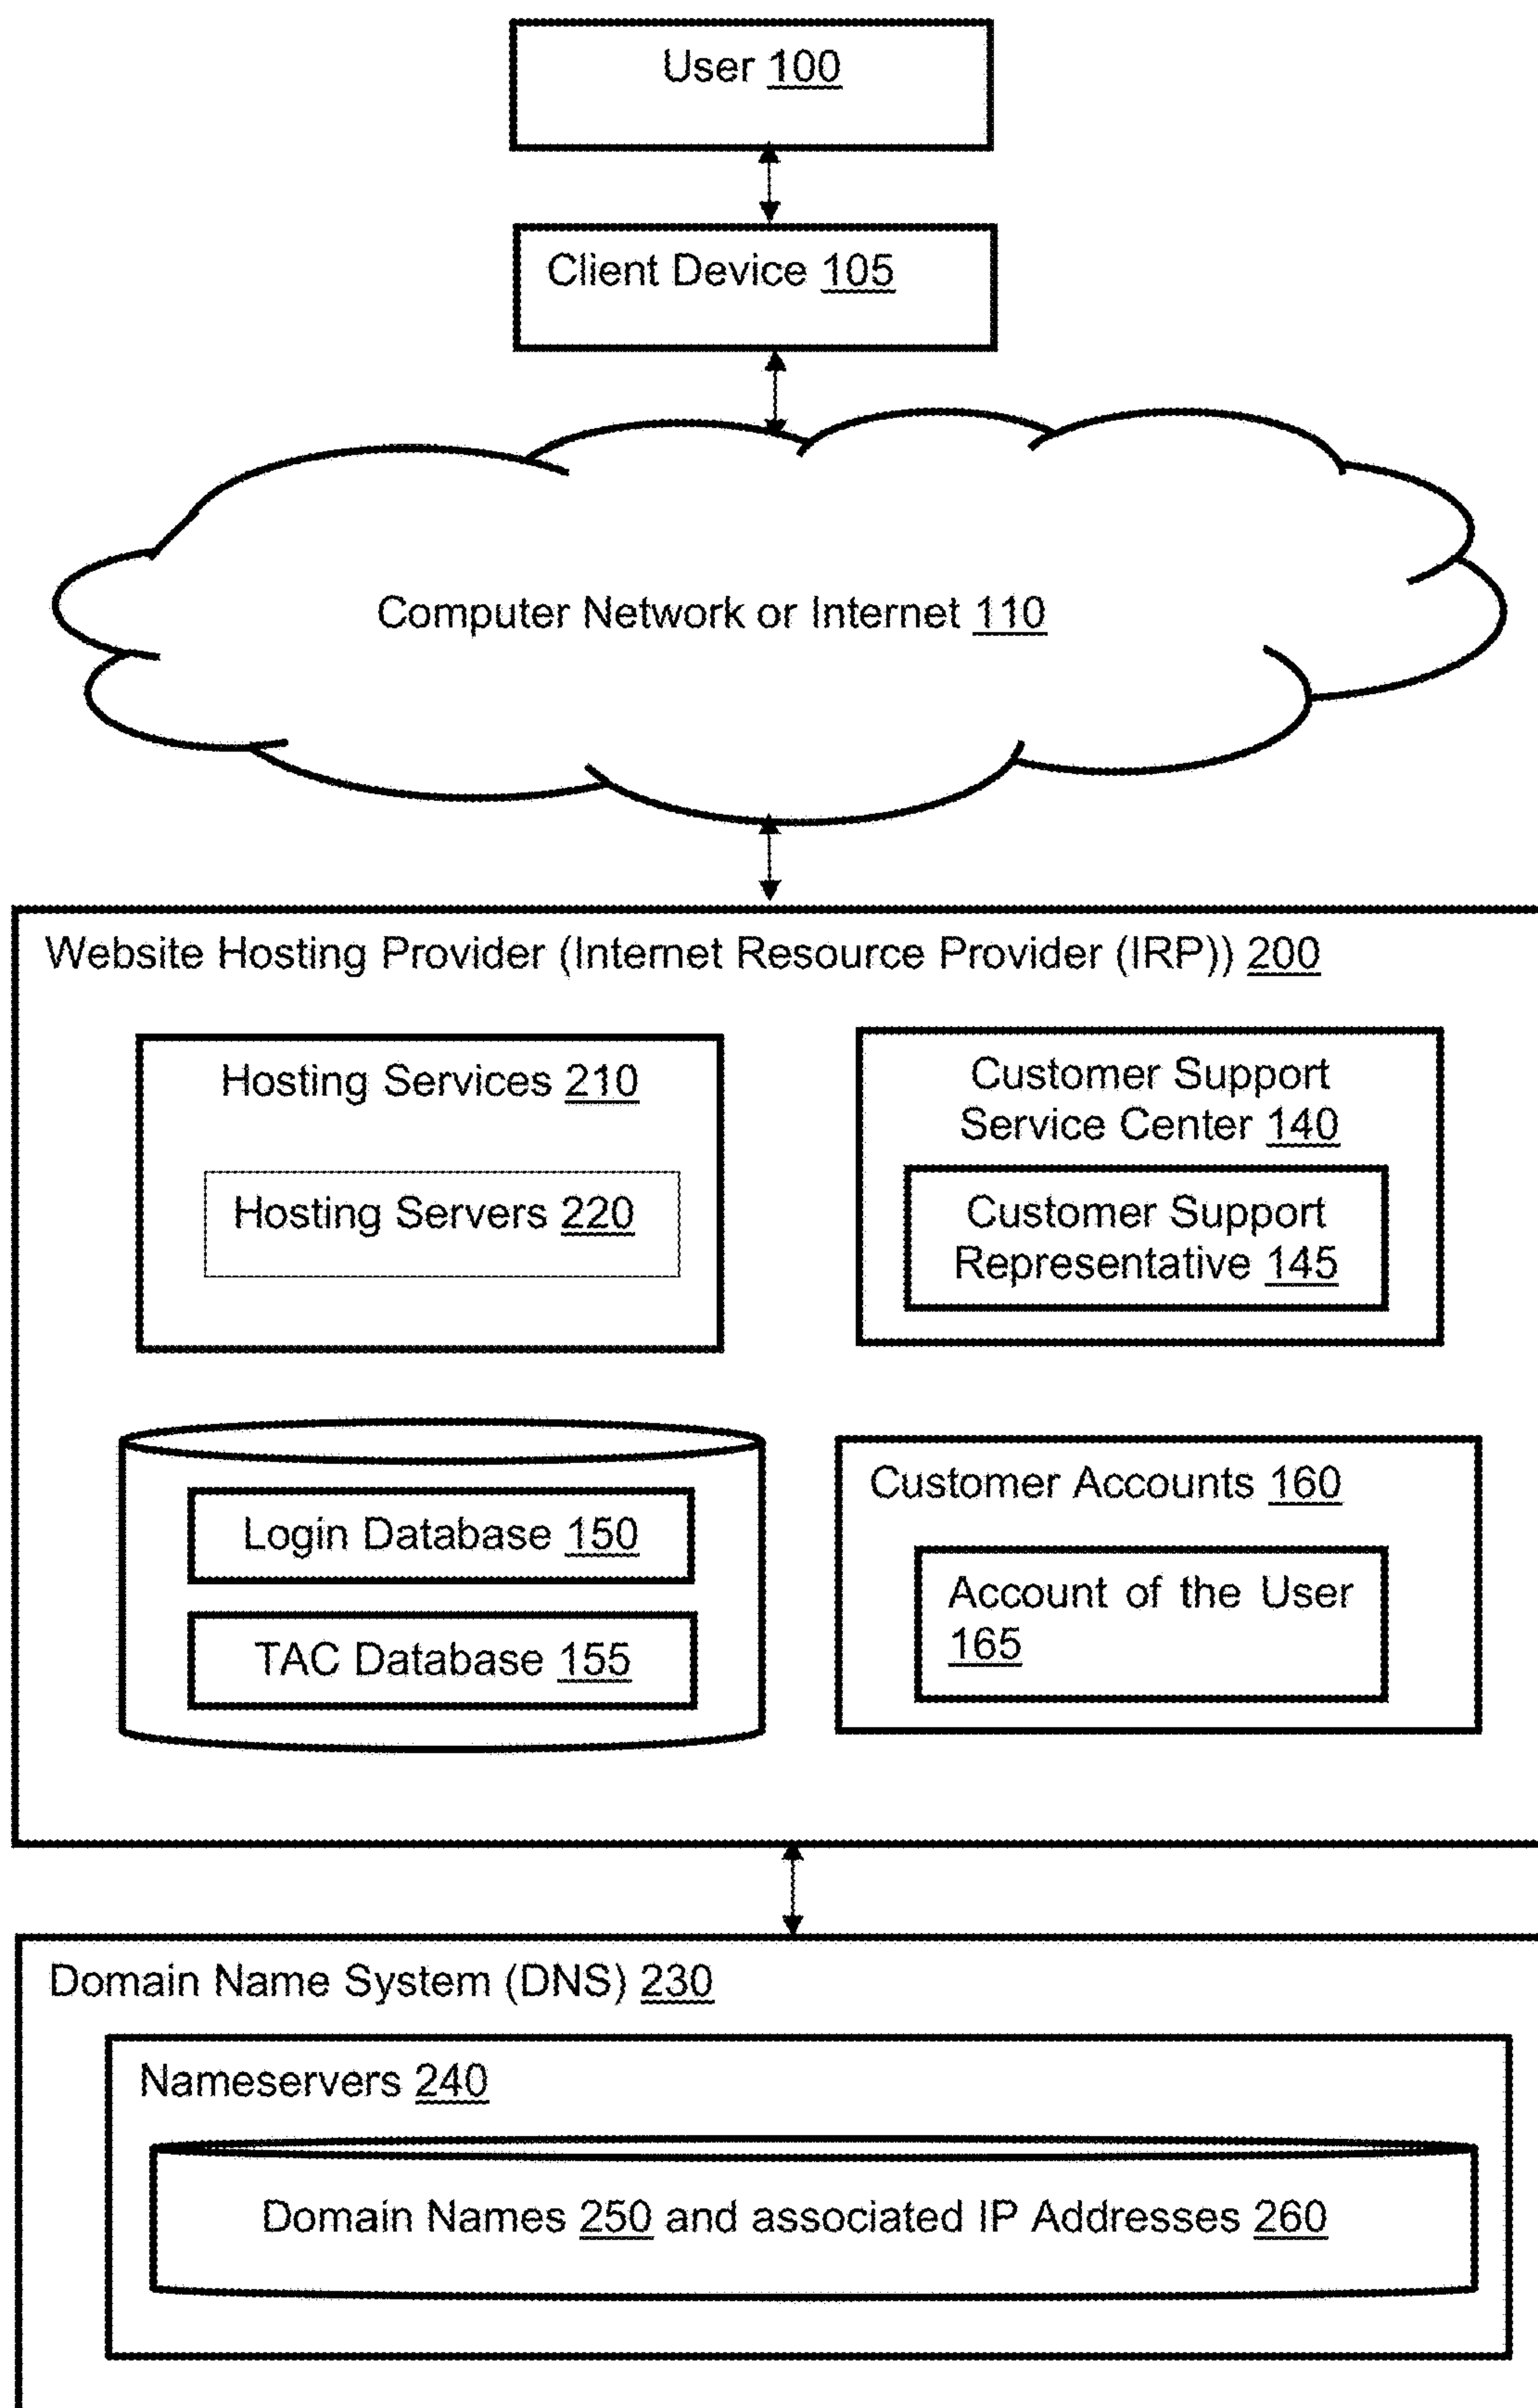 User 100
Client Device 105
Computer Network or Internet 110
Website Hosting Provider (Internet Resource Provider (IRP)) 200
Hosting Services 210
Hosting Servers 220
Customer Support
Service Center 140
Customer Support
Representative 145
Login Database 150
TAC Database 155
Customer Accounts 160
Account of the User
165
Domain Name System (DNS) 230
Nameservers 240
Domain Names 250 and associated IP Addresses 260